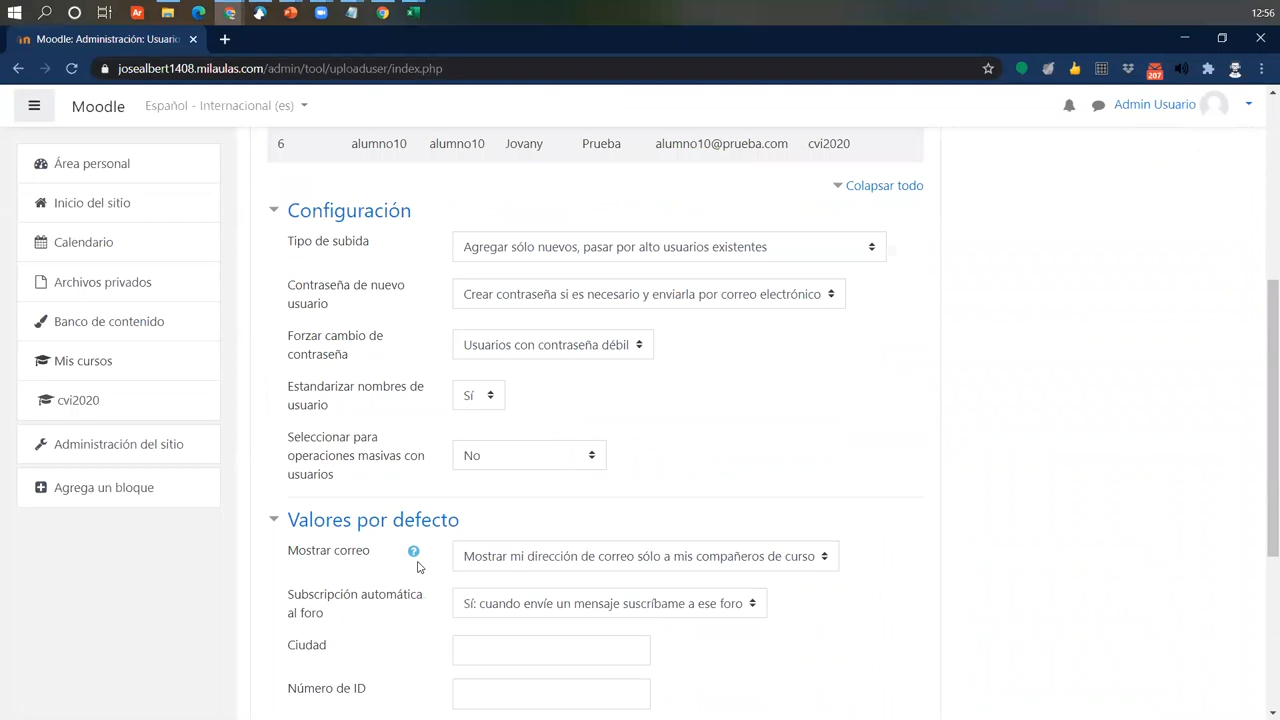 12:56
Moodle: Administración: Usuario
josealbert1408.milaulas.com/admin/tool/uploaduser/index.php
207
Moodle
Español - Internacional (es)
Admin Usuario
Área personal
Inicio del sitio
Calendario
Archivos privados
Banco de contenido
Mis cursos
cvi2020
Administración del sitio
Agrega un bloque
6 alumno10 alumno10 Jovany Prueba alumno10@prueba.com cvi2020
Colapsar todo
Configuración
Tipo de subida
Agregar sólo nuevos, pasar por alto usuarios existentes
Contraseña de nuevo
usuario
Crear contraseña si es necesario y enviarla por correo electrónico
Forzar cambio de
contraseña
Usuarios con contraseña débil
Estandarizar nombres de
usuario
Sí
Seleccionar para
operaciones masivas con
usuarios
No
Valores por defecto
Mostrar correo
Mostrar mi dirección de correo sólo a mis compañeros de curso
Subscripción automática
al foro
Sí: cuando envíe un mensaje suscríbame a ese foro
Ciudad
Número de ID